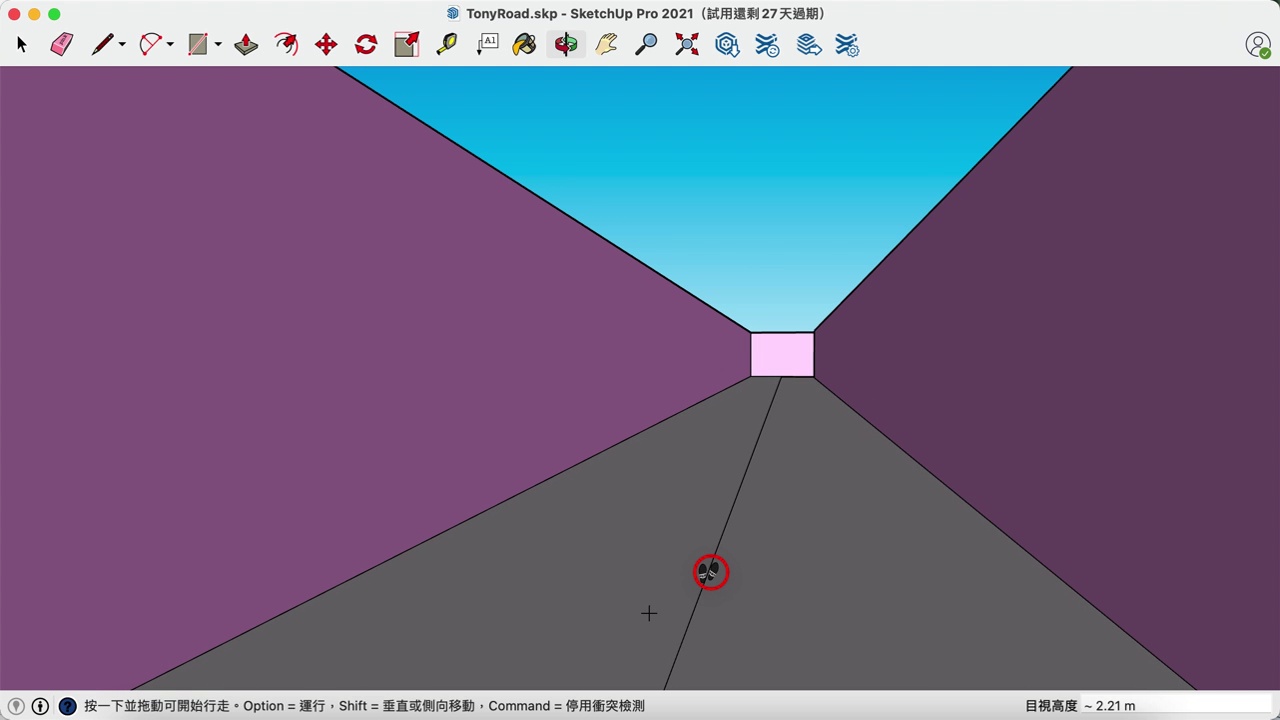 TonyRoad.skp - SketchUp Pro 2021（試用還剩 27 天過期）
A1
按一下並拖動可開始行走。Option = 運行，Shift = 垂直或側向移動，Command = 停用衝突檢測
目視高度 ~ 2.21 m